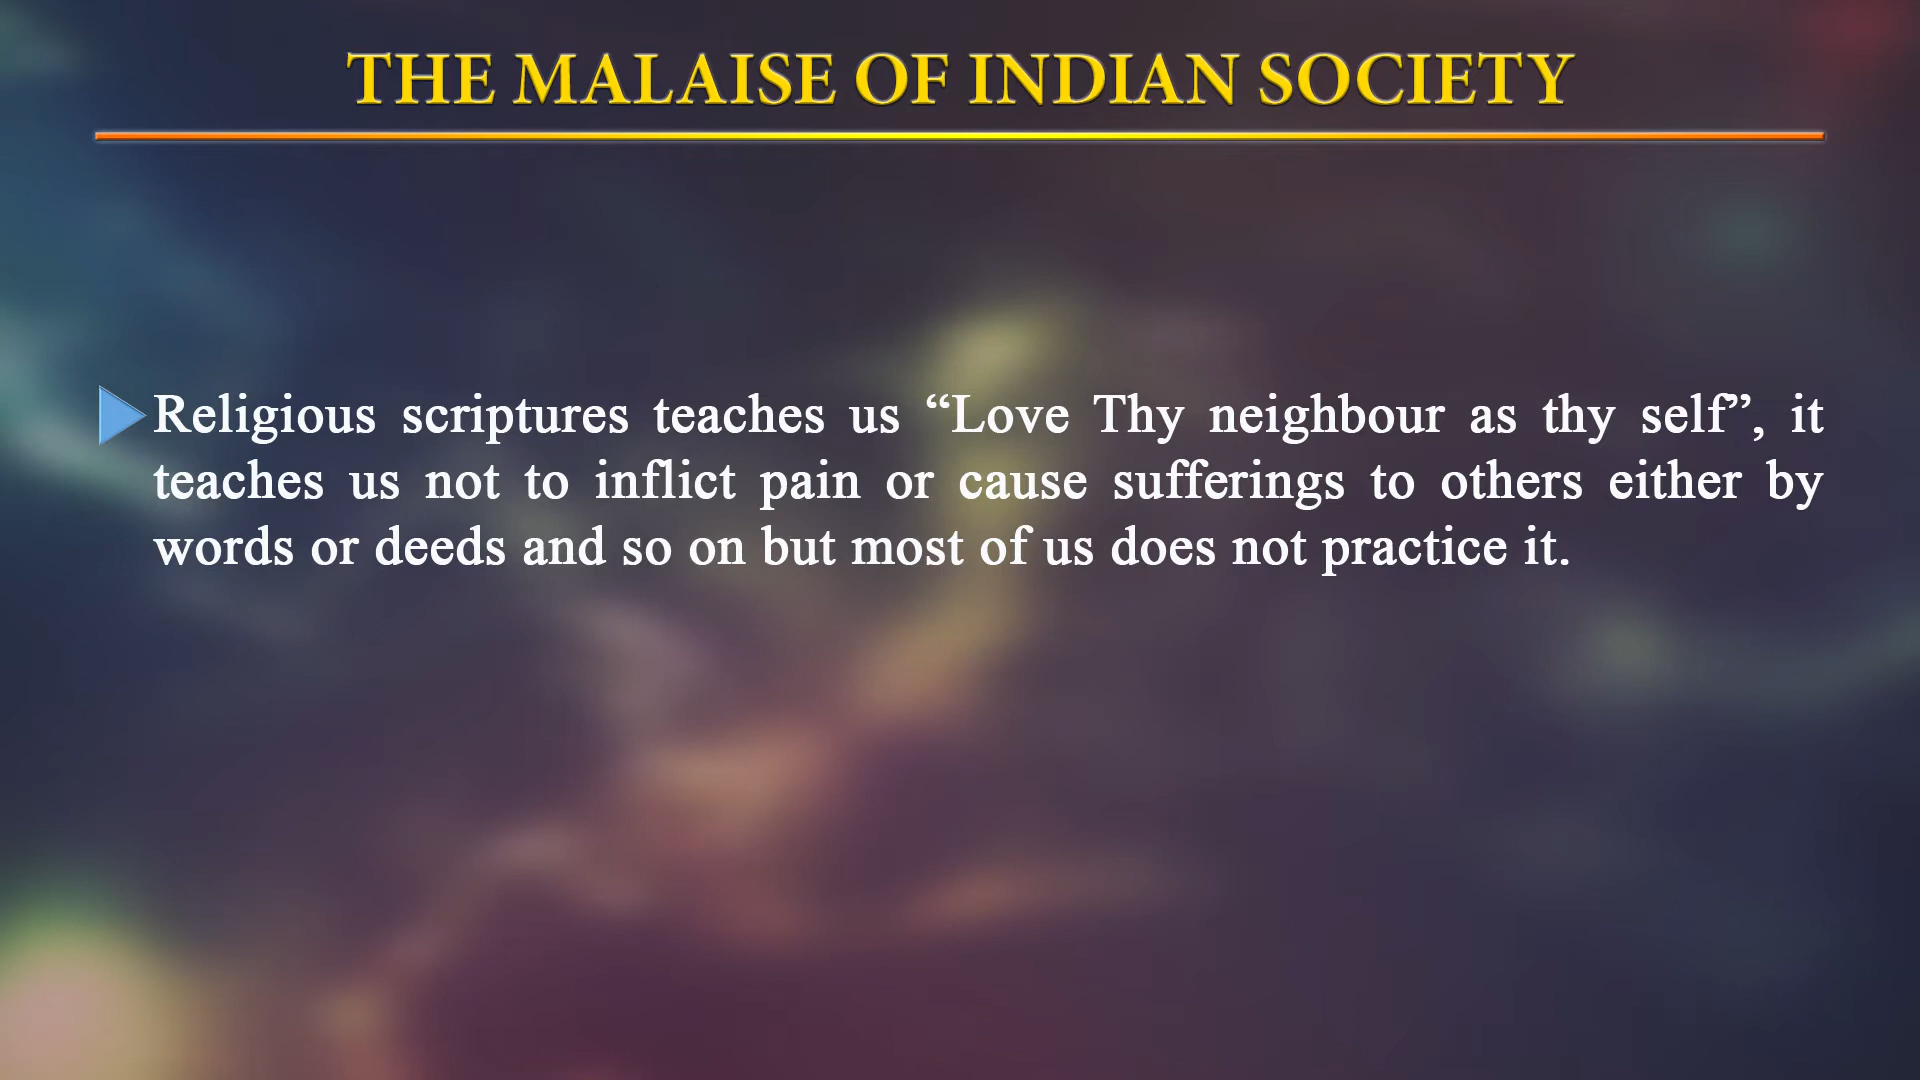 THE MALAISE OF INDIAN SOCIETY
Religious scriptures teaches us “Love Thy neighbour as thy self”, it
teaches us not to inflict pain or cause sufferings to others either by
words or deeds and so on but most of us does not practice it.